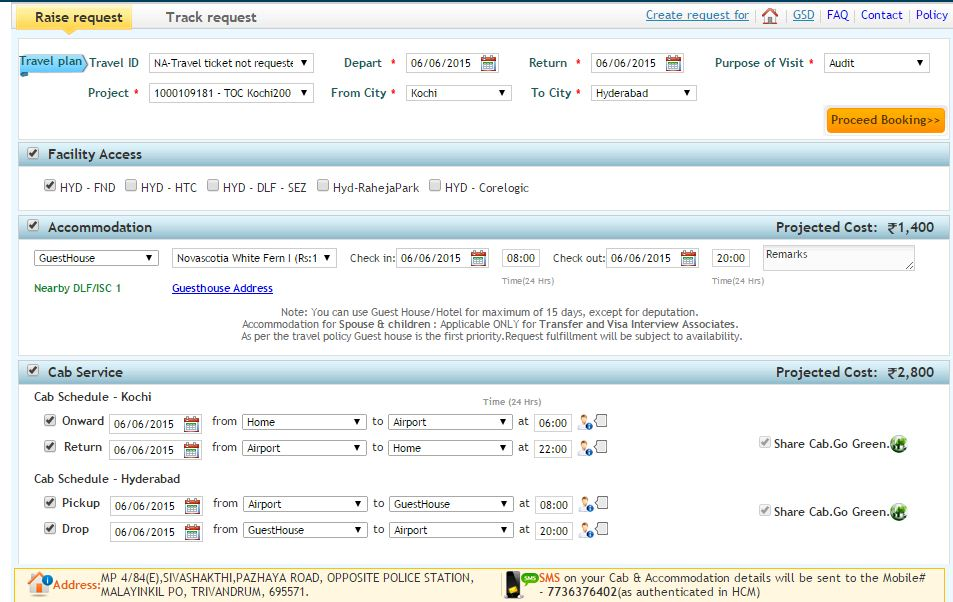 Raise request Track request Create request for GSD FAQ Contact Policy
Travel plan Travel ID NA-Travel ticket not requeste Depart * 06/06/2015 Return * 06/06/2015 Purpose of Visit * Audit
Project * 1000109181 - TOC Kochi200 From City * Kochi To City * Hyderabad
Proceed Booking>>
Facility Access
HYD - FND HYD - HTC HYD - DLF - SEZ Hyd-RahejaPark HYD - Corelogic
Accommodation Projected Cost: ₹1,400
GuestHouse Novascotia White Fern I (Rs:1 Check in: 06/06/2015 08:00 Check out: 06/06/2015 20:00 Remarks
Time(24 Hrs) Time(24 Hrs)
Nearby DLF/ISC 1 Guesthouse Address
Note: You can use Guest House/Hotel for maximum of 15 days, except for deputation.
Accommodation for Spouse & children : Applicable ONLY for Transfer and Visa Interview Associates.
As per the travel policy Guest house is the first priority.Request fulfillment will be subject to availability.
Cab Service Projected Cost: ₹2,800
Cab Schedule - Kochi Time (24 Hrs)
Onward 06/06/2015 from Home to Airport at 06:00
Return 06/06/2015 from Airport to Home at 22:00 Share Cab.Go Green.
Cab Schedule - Hyderabad
Pickup 06/06/2015 from Airport to GuestHouse at 08:00 Share Cab.Go Green.
Drop 06/06/2015 from GuestHouse to Airport at 20:00
Address: MP 4/84(E),SIVASHAKTHI,PAZHAYA ROAD, OPPOSITE POLICE STATION,
MALAYINKIL PO, TRIVANDRUM, 695571.
SMS SMS on your Cab & Accommodation details will be sent to the Mobile#
- 7736376402(as authenticated in HCM)